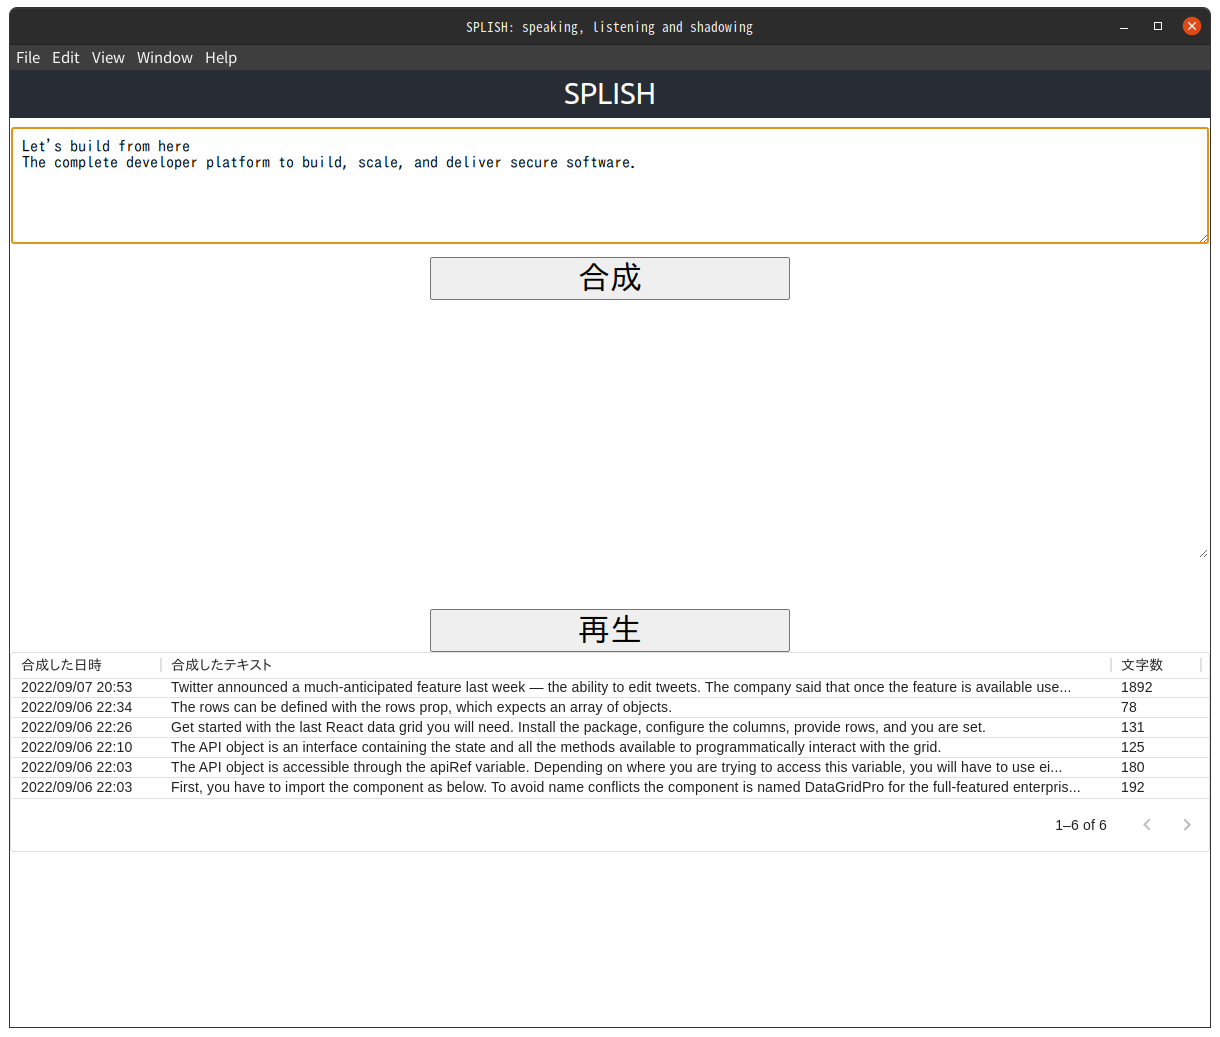 SPLISH: speaking, listening and shadowing
File Edit View Window Help
SPLISH
Let's build from here
The complete developer platform to build, scale, and deliver secure software.
合成
再生
合成した日時 合成したテキスト 文字数
2022/09/07 20:53 Twitter announced a much-anticipated feature last week — the ability to edit tweets. The company said that once the feature is available use... 1892
2022/09/06 22:34 The rows can be defined with the rows prop, which expects an array of objects. 78
2022/09/06 22:26 Get started with the last React data grid you will need. Install the package, configure the columns, provide rows, and you are set. 131
2022/09/06 22:10 The API object is an interface containing the state and all the methods available to programmatically interact with the grid. 125
2022/09/06 22:03 The API object is accessible through the apiRef variable. Depending on where you are trying to access this variable, you will have to use ei... 180
2022/09/06 22:03 First, you have to import the component as below. To avoid name conflicts the component is named DataGridPro for the full-featured enterpris... 192
1–6 of 6